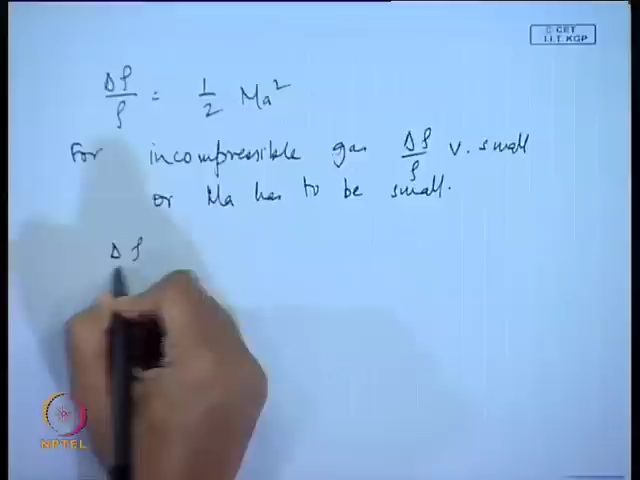 © CET
I.I.T. KGP
Δρ/ρ = 1/2 Ma²
For incompressible gas Δρ/ρ v. small
or Ma has to be small.
Δρ
NPTEL